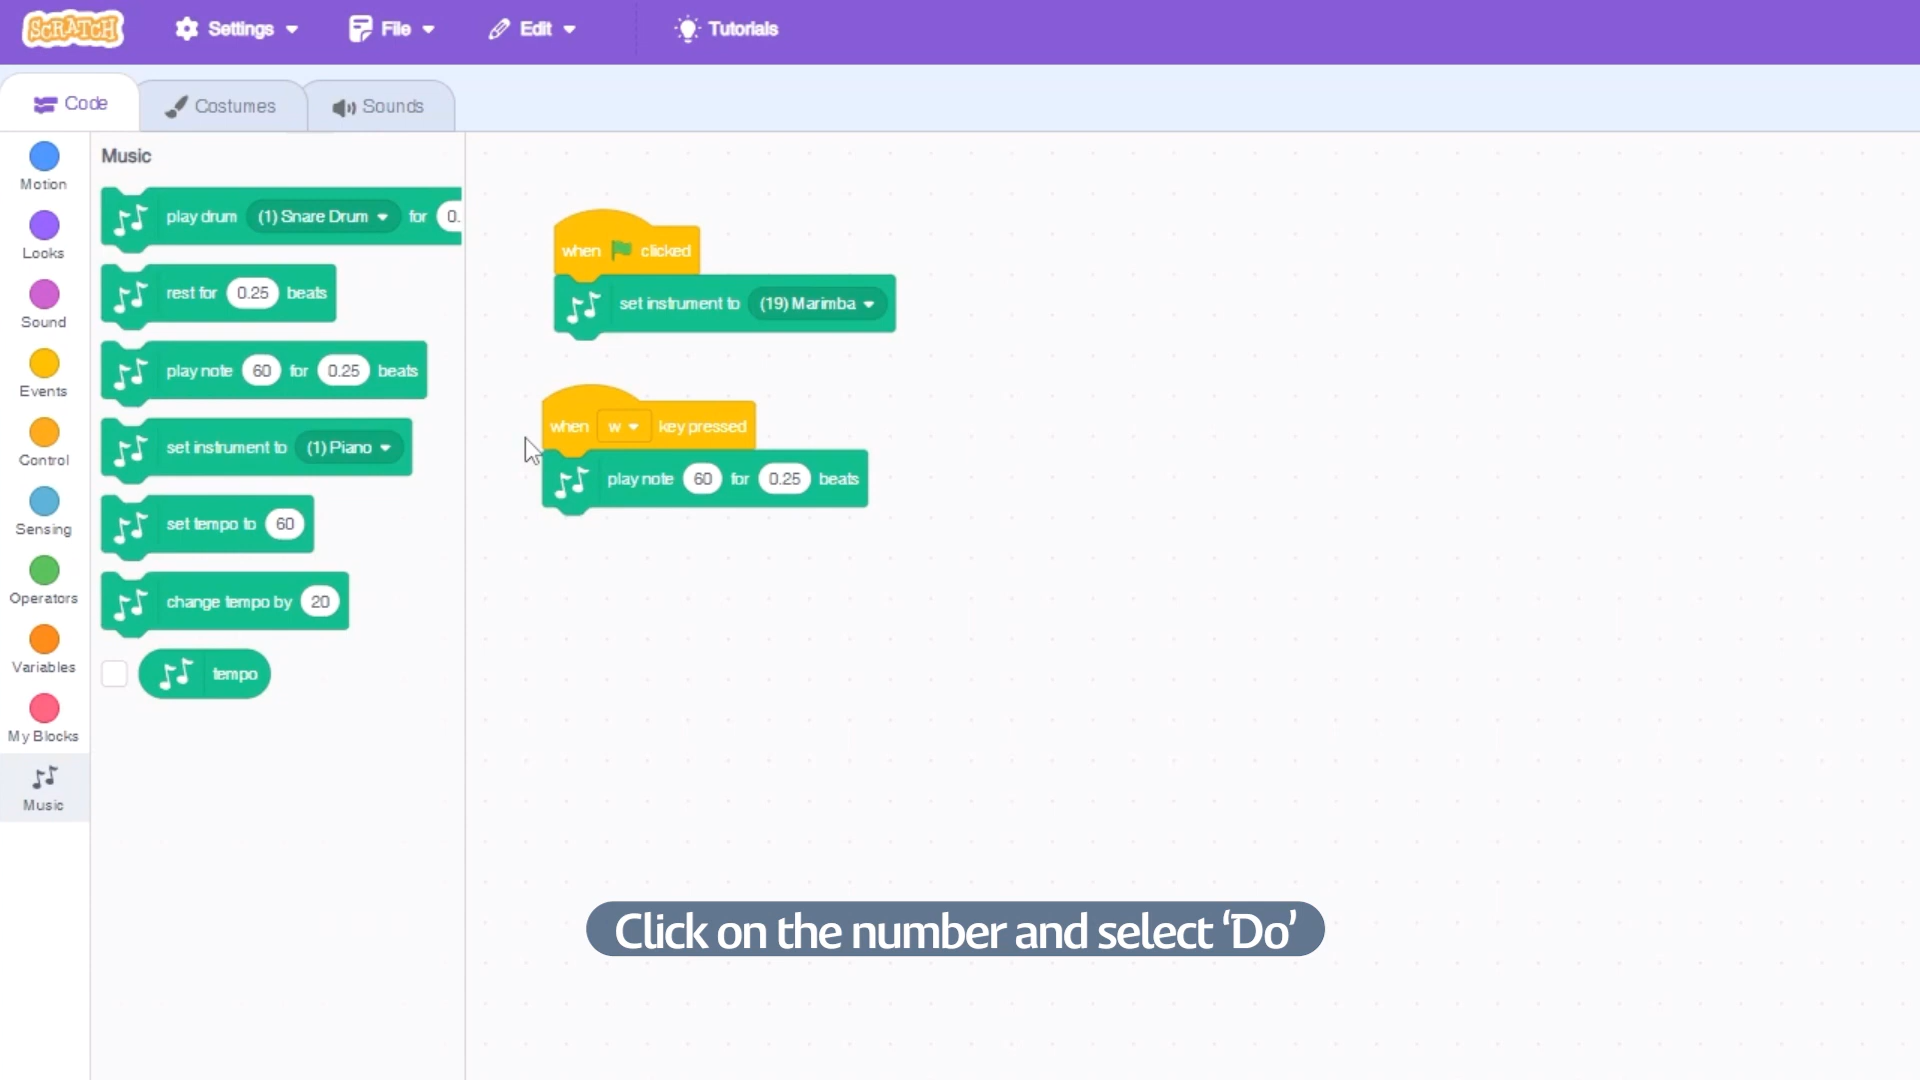 SCRATCH
Settings
File
Edit
Tutorials
Code
Costumes
Sounds
Motion
Looks
Sound
Events
Control
Sensing
Operators
Variables
My Blocks
Music
Music
play drum (1) Snare Drum for 0.
rest for 0.25 beats
play note 60 for 0.25 beats
set instrument to (1) Piano
set tempo to 60
change tempo by 20
tempo
when clicked
set instrument to (19) Marimba
when w key pressed
play note 60 for 0.25 beats
Click on the number and select ‘Do’